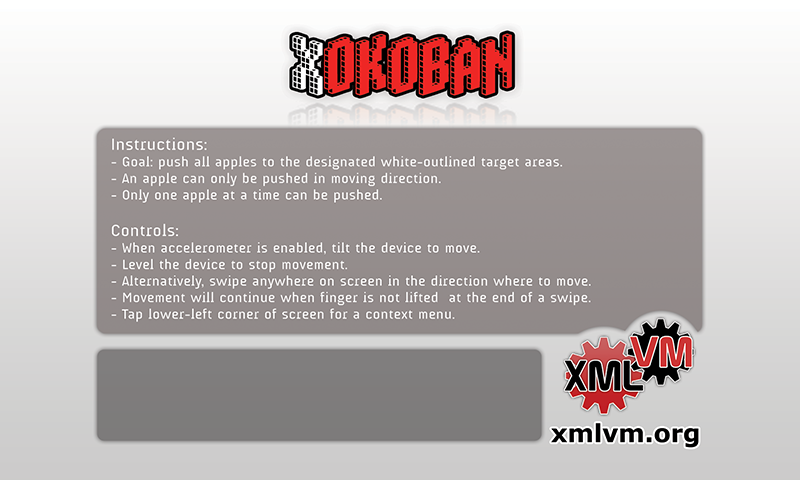 XOKOBAN
Instructions:
- Goal: push all apples to the designated white-outlined target areas.
- An apple can only be pushed in moving direction.
- Only one apple at a time can be pushed.
Controls:
- When accelerometer is enabled, tilt the device to move.
- Level the device to stop movement.
- Alternatively, swipe anywhere on screen in the direction where to move.
- Movement will continue when finger is not lifted  at the end of a swipe.
- Tap lower-left corner of screen for a context menu.
XMLVM
xmlvm.org